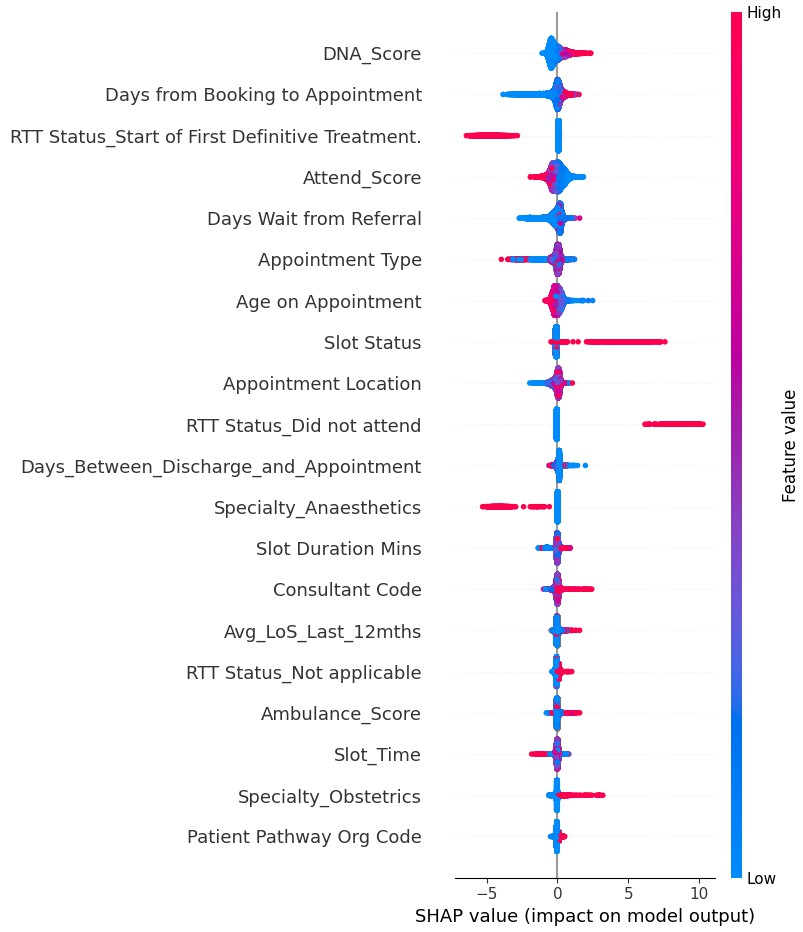 High
DNA_Score
Days from Booking to Appointment
RTT Status_Start of First Definitive Treatment.
Attend_Score
Days Wait from Referral
Appointment Type
Age on Appointment
Slot Status
Appointment Location
RTT Status_Did not attend
Days_Between_Discharge_and_Appointment
Specialty_Anaesthetics
Slot Duration Mins
Consultant Code
Avg_LoS_Last_12mths
RTT Status_Not applicable
Ambulance_Score
Slot_Time
Specialty_Obstetrics
Patient Pathway Org Code
Feature value
Low
−5 0 5 10
SHAP value (impact on model output)